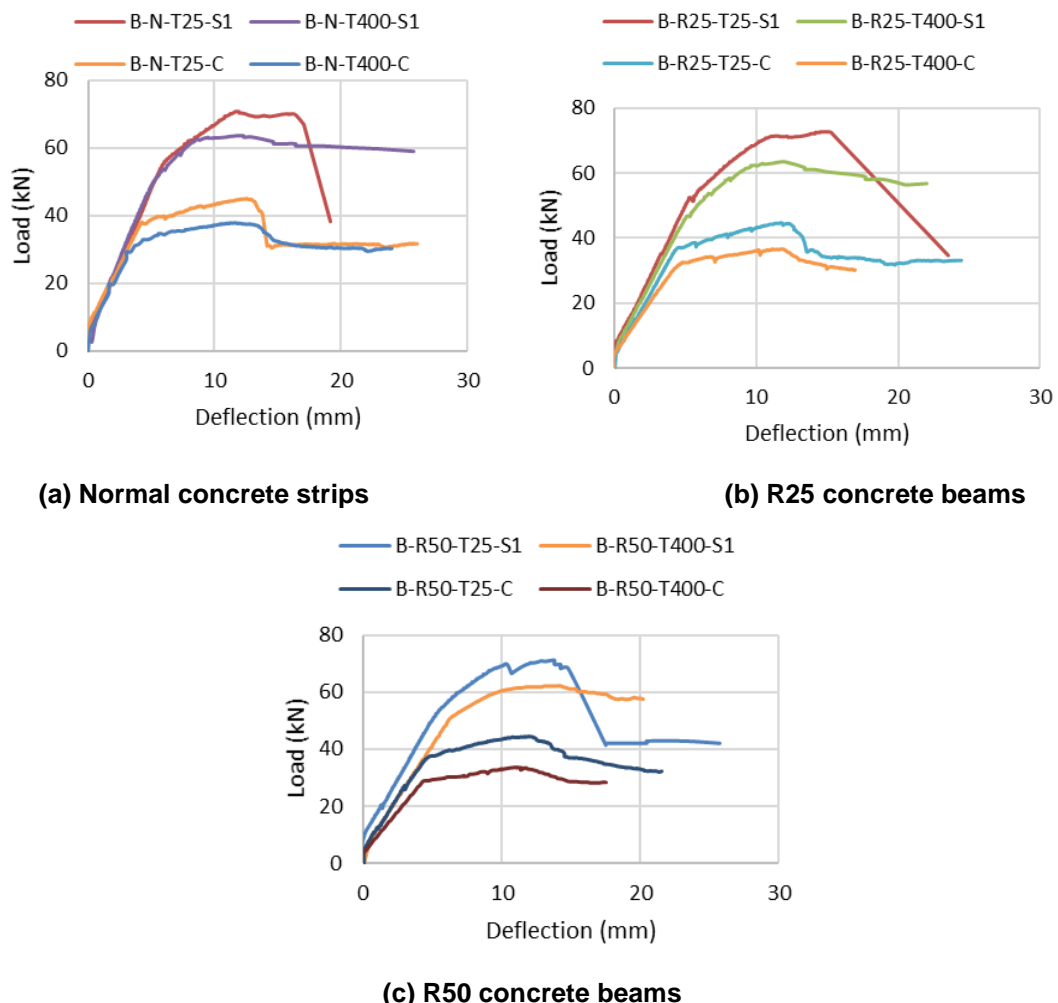 B-N-T25-S1 B-N-T400-S1
B-N-T25-C B-N-T400-C
80
60
40
20
0
Load (kN)
0 10 20 30
Deflection (mm)
(a) Normal concrete strips
B-R25-T25-S1 B-R25-T400-S1
B-R25-T25-C B-R25-T400-C
80
60
40
20
0
Load (kN)
0 10 20 30
Deflection (mm)
(b) R25 concrete beams
B-R50-T25-S1 B-R50-T400-S1
B-R50-T25-C B-R50-T400-C
80
60
40
20
0
Load (kN)
0 10 20 30
Deflection (mm)
(c) R50 concrete beams